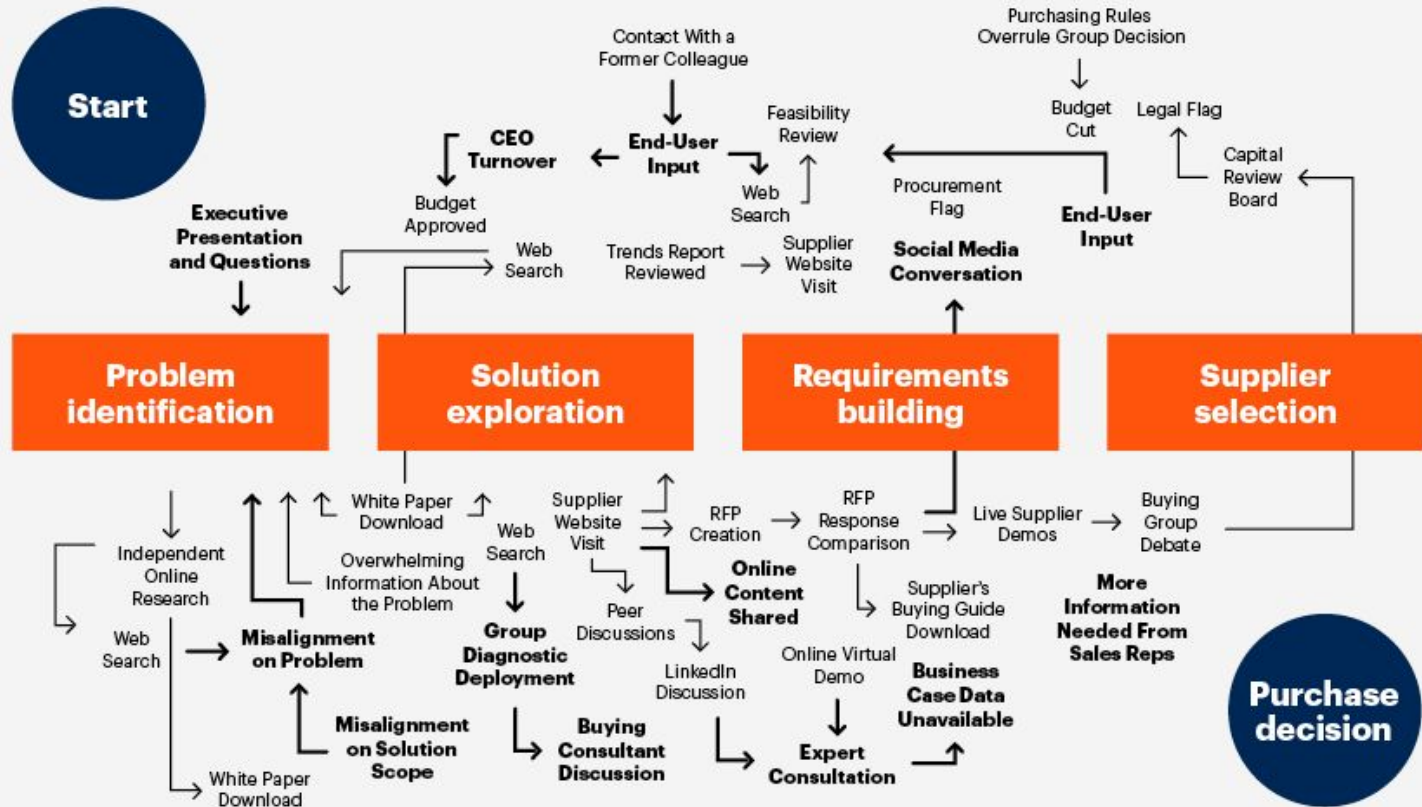 Start
Contact With a
Former Colleague
Purchasing Rules
Overrule Group Decision
CEO
Turnover
End-User
Input
Feasibility
Review
Budget
Cut
Legal Flag
Capital
Review
Board
Executive
Presentation
and Questions
Budget
Approved
Web
Search
Procurement
Flag
End-User
Input
Web
Search
Trends Report
Reviewed
Supplier
Website
Visit
Social Media
Conversation
Problem
identification
Solution
exploration
Requirements
building
Supplier
selection
White Paper
Download
Supplier
Website
Visit
RFP
Creation
RFP
Response
Comparison
Live Supplier
Demos
Buying
Group
Debate
Independent
Online
Research
Overwhelming
Information About
the Problem
Web
Search
Online
Content
Shared
Supplier's
Buying Guide
Download
More
Information
Needed From
Sales Reps
Web
Search
Misalignment
on Problem
Group
Diagnostic
Deployment
Peer
Discussions
LinkedIn
Discussion
Online Virtual
Demo
Business
Case Data
Unavailable
Misalignment
on Solution
Scope
Buying
Consultant
Discussion
Expert
Consultation
White Paper
Download
Purchase
decision